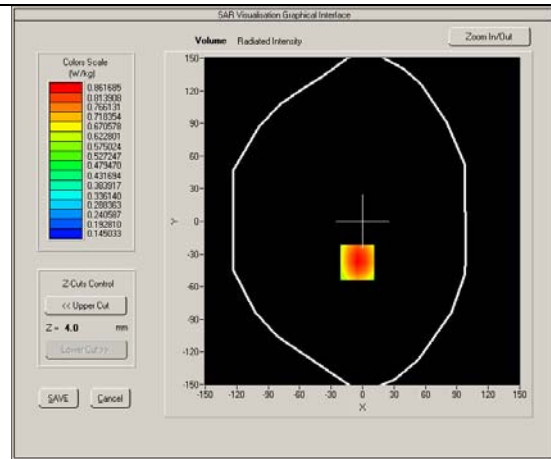 SAR Visualisation Graphical Interface
Volume Radiated Intensity
Zoom In/Out
Colors Scale
(W/kg)
0.861685
0.813908
0.766131
0.718354
0.670578
0.622801
0.575024
0.527247
0.479470
0.431694
0.383917
0.336140
0.288363
0.240587
0.192810
0.145033
Z-Cuts Control
<< Upper Cut
Z = 4.0 mm
Lower Cut >>
SAVE
Cancel
150
120
90
60
30
0
-30
-60
-90
-120
-150
Y
-150 -120 -90 -60 -30 0 30 60 90 120 150
X